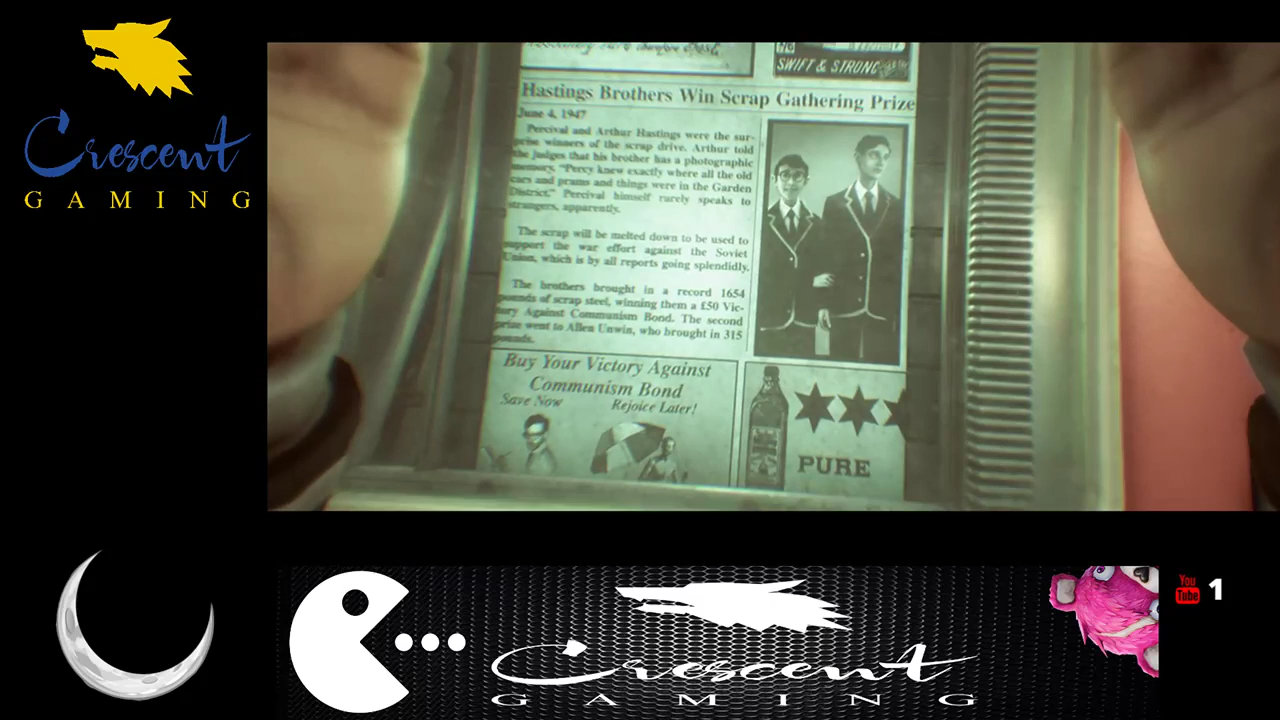 Crescent
GAMING
SWIFT & STRONG
Hastings Brothers Win Scrap Gathering Prize
June 4, 1947
Percival and Arthur Hastings were the sur-
prise winners of the scrap drive. Arthur told
the judges that his brother has a photographic
memory. "Percy knew exactly where all the old
cars and prams and things were in the Garden
District," Percival himself rarely speaks to
strangers, apparently.
The scrap will be melted down to be used to
support the war effort against the Soviet
Union, which is by all reports going splendidly.
The brothers brought in a record 1654
pounds of scrap steel, winning them a £50 Vic-
tory Against Communism Bond. The second
prize went to Allen Unwin, who brought in 315
pounds.
Buy Your Victory Against
Communism Bond
Save Now Rejoice Later!
PURE
Crescent
GAMING
You
Tube 1